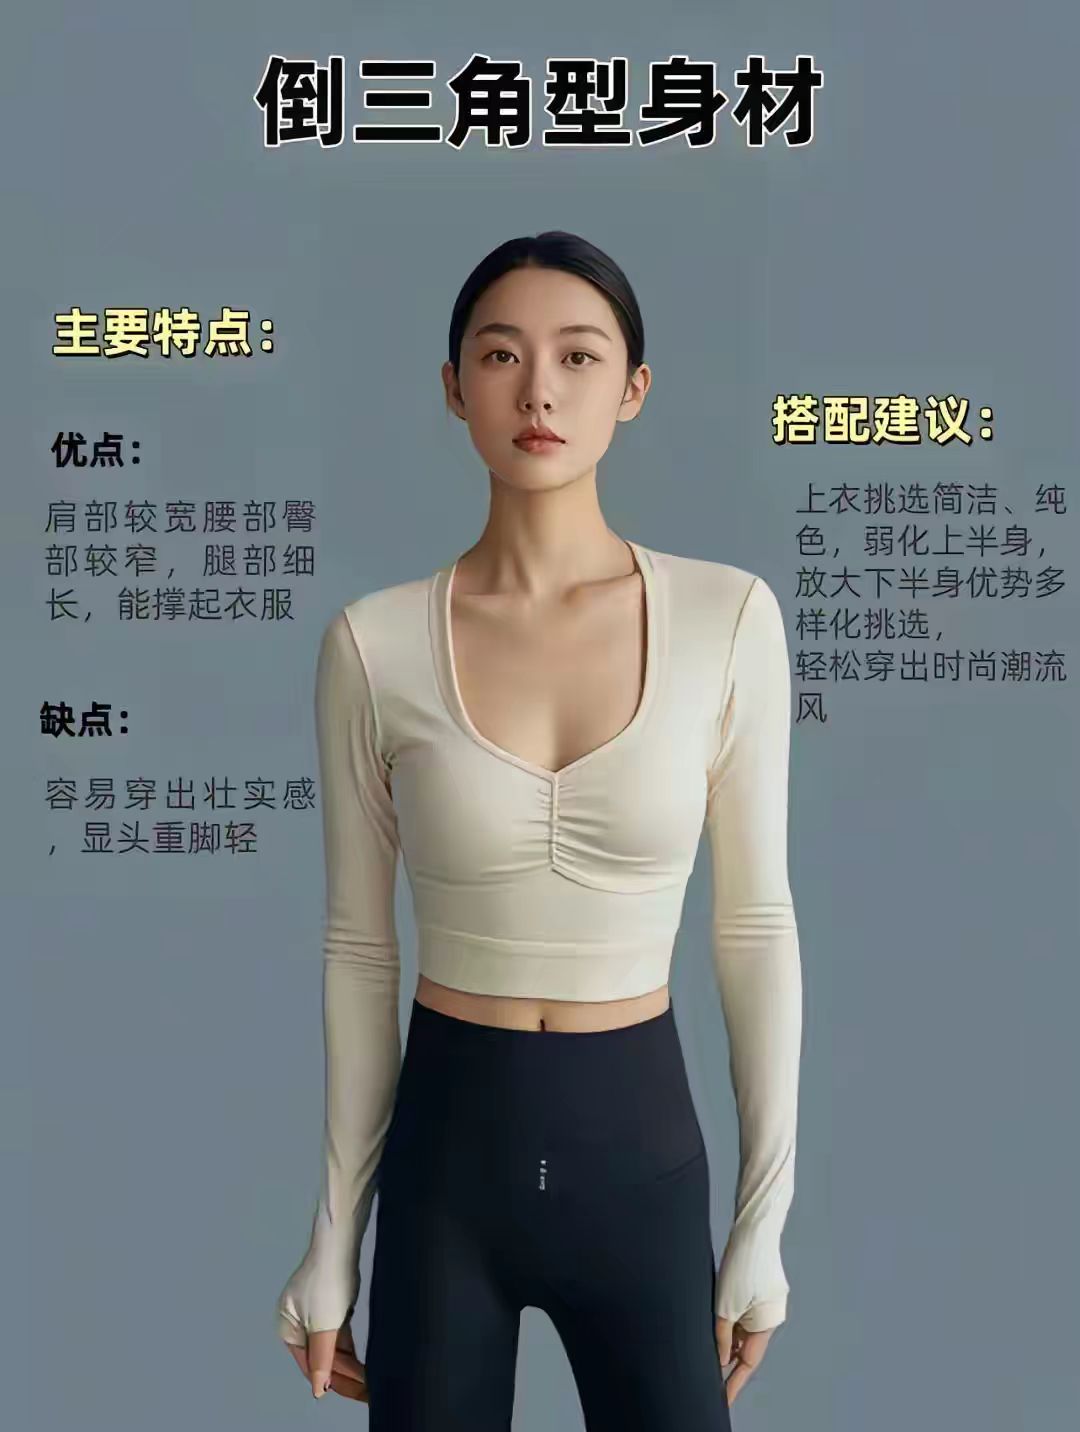 倒三角型身材
主要特点：
优点：
肩部较宽腰部臀
部较窄，腿部细
长，能撑起衣服
缺点：
容易穿出壮实感
，显头重脚轻
搭配建议：
上衣挑选简洁、纯
色，弱化上半身，
放大下半身优势多
样化挑选，
轻松穿出时尚潮流
风